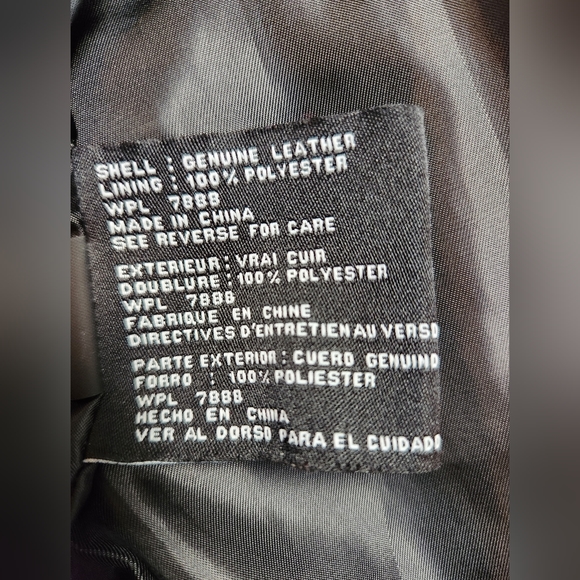 SHELL : GENUINE LEATHER
LINING : 100% POLYESTER
WPL 7888
MADE IN CHINA
SEE REVERSE FOR CARE
EXTERIEUR : VRAI CUIR
DOUBLURE : 100% POLYESTER
WPL 7888
FABRIQUE EN CHINE
DIRECTIVES D'ENTRETIEN AU VERSO
PARTE EXTERIOR : CUERO GENUINO
FORRO : 100% POLIESTER
WPL 7888
HECHO EN CHINA
VER AL DORSO PARA EL CUIDADO